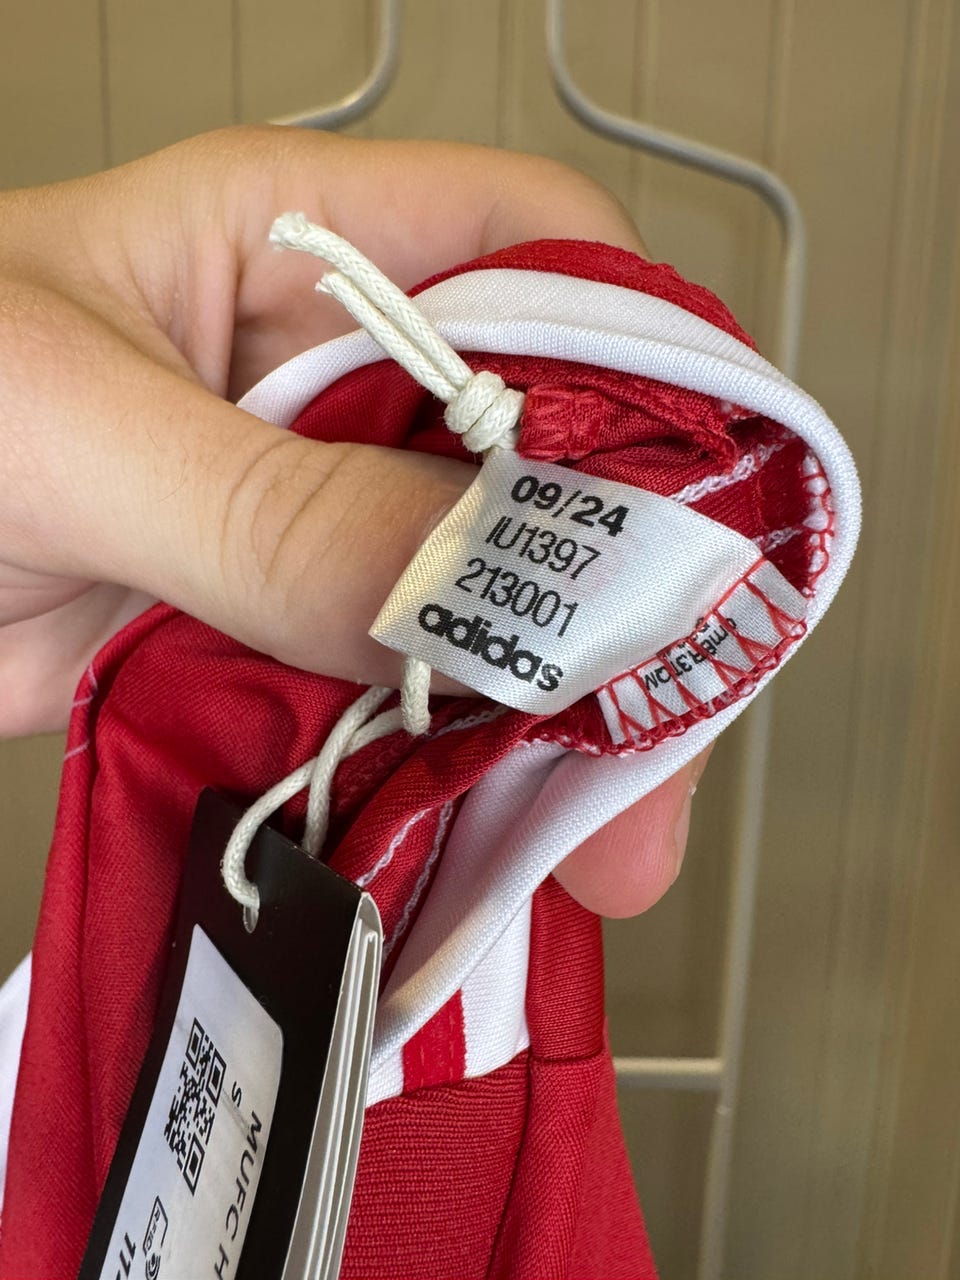 09/24
IU1397
213001
adidas
S
S
MUFC H